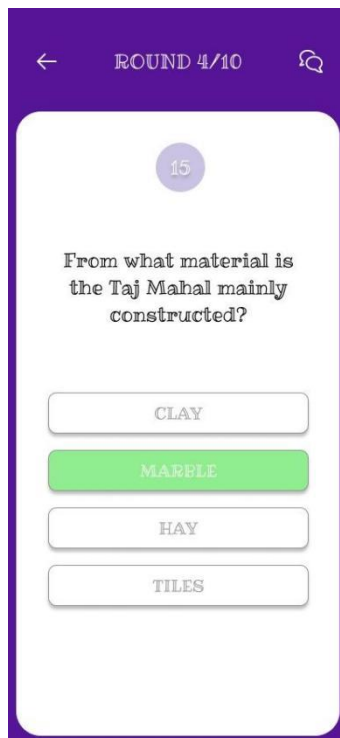 ROUND 4/10
15
From what material is
the Taj Mahal mainly
constructed?
CLAY
MARBLE
HAY
TILES